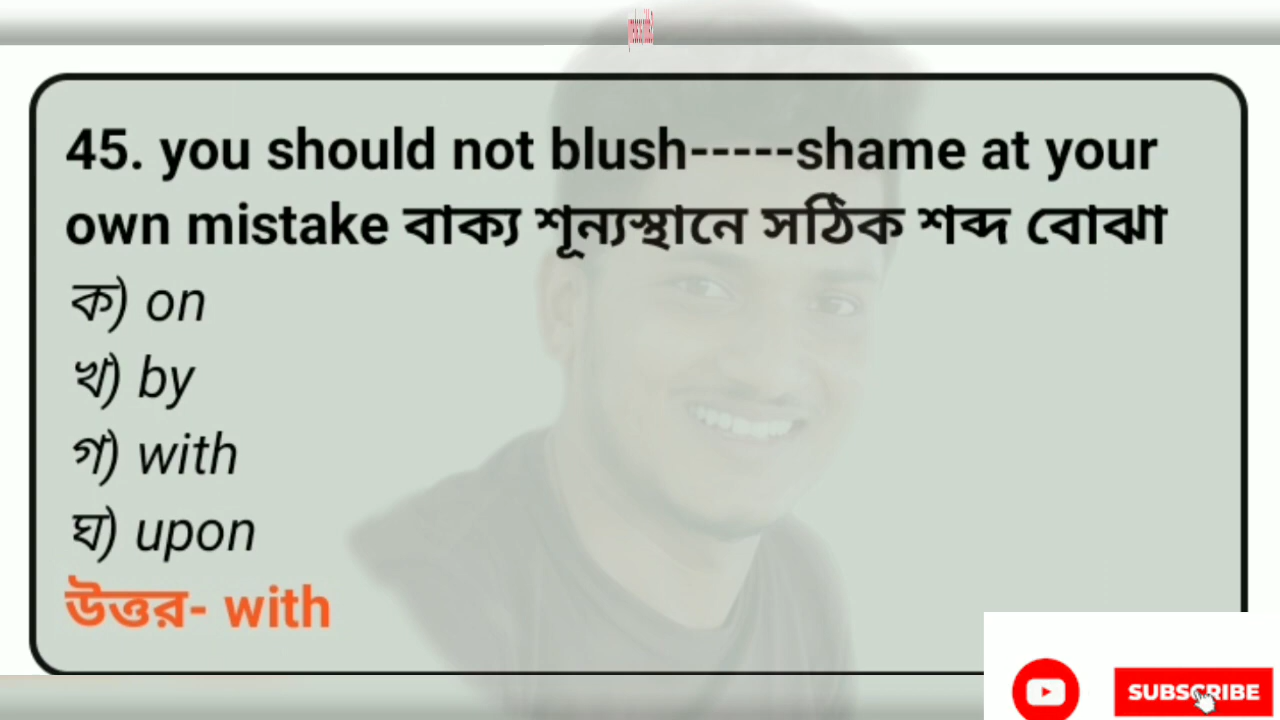 45. you should not blush-----shame at your
own mistake বাক্য শূন্যস্থানে সঠিক শব্দ বোঝা
ক) on
খ) by
গ) with
ঘ) upon
উত্তর- with
SUBSCRIBE